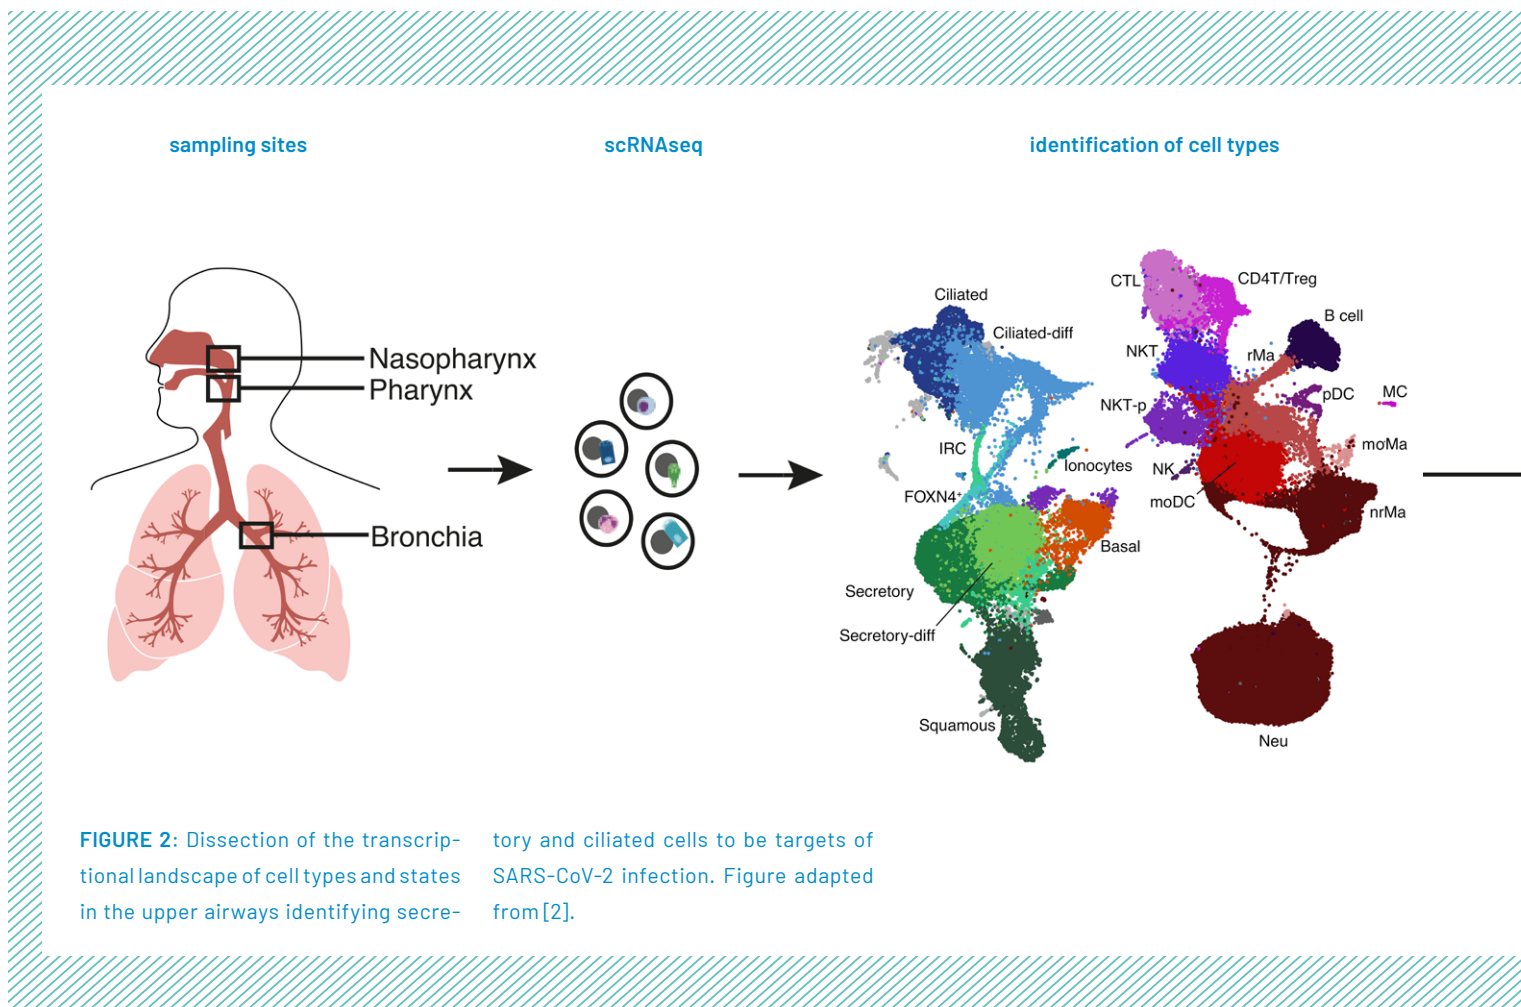 sampling sites
scRNAseq
identification of cell types
Nasopharynx
Pharynx
Bronchia
Ciliated
Ciliated-diff
IRC
Ionocytes
FOXN4+
Basal
Secretory
Secretory-diff
Squamous
CTL
CD4T/Treg
B cell
NKT
rMa
pDC
MC
NKT-p
moMa
NK
moDC
nrMa
Neu
FIGURE 2: Dissection of the transcrip-
tional landscape of cell types and states
in the upper airways identifying secre-
tory and ciliated cells to be targets of
SARS-CoV-2 infection. Figure adapted
from [2].